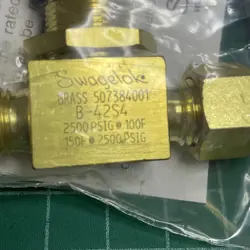 Swagelok
BRASS 507384001
B-42S4
2500 PSIG • 100F
150F • 2500 PSIG